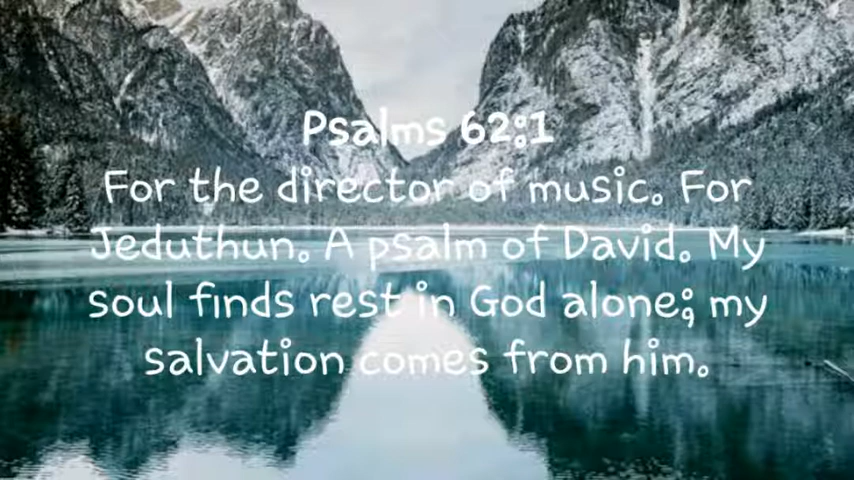 Psalms 62:1
For the director of music. For
Jeduthun. A psalm of David. My
soul finds rest in God alone; my
salvation comes from him.